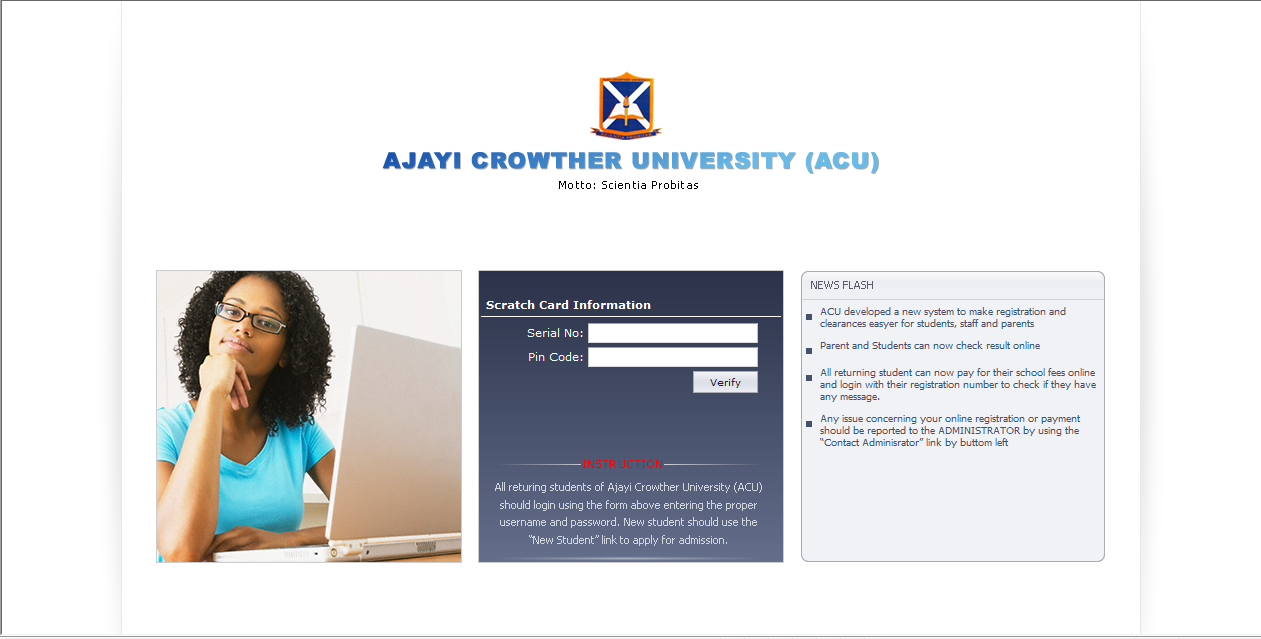 AJAYI CROWTHER UNIVERSITY (ACU)
Motto: Scientia Probitas
Scratch Card Information
Serial No:
Pin Code:
Verify
INSTRUCTION
All returing students of Ajayi Crowther University (ACU)
should login using the form above entering the proper
username and password. New student should use the
“New Student” link to apply for admission.
NEWS FLASH
ACU developed a new system to make registration and
clearances easyer for students, staff and parents
Parent and Students can now check result online
All returning student can now pay for their school fees online
and login with their registration number to check if they have
any message.
Any issue concerning your online registration or payment
should be reported to the ADMINISTRATOR by using the
“Contact Adminisrator” link by buttom left